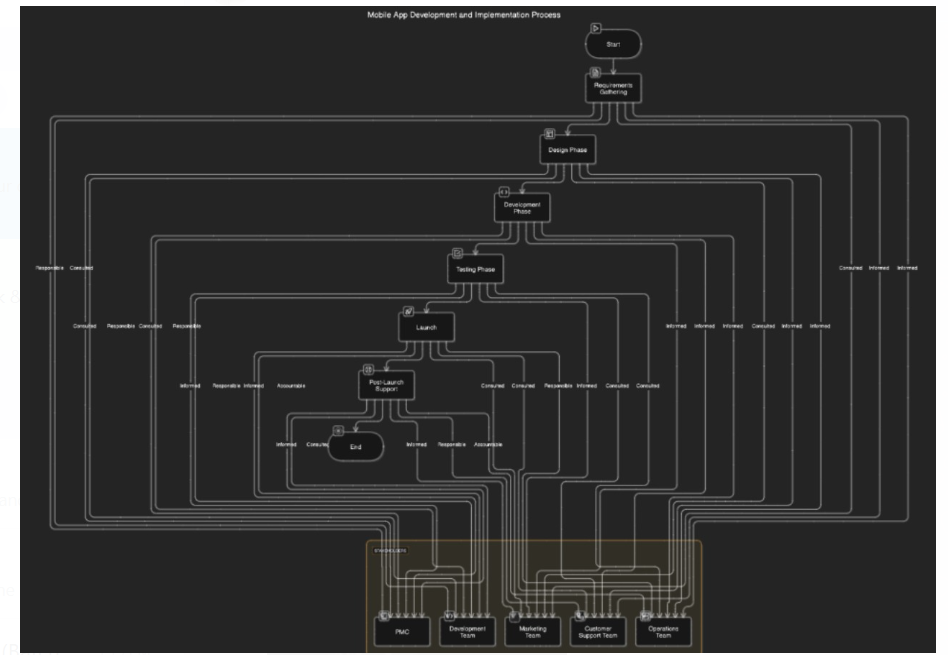 Mobile App Development and Implementation Process
Start
Requirements
Gathering
Design Phase
Development
Phase
Testing Phase
Responsible Consulted Consulted Informed Informed
Launch
Consulted Responsible Consulted Responsible Informed Informed Informed Consulted Informed Informed
Post-Launch
Support
Informed Responsible Informed Accountable Consulted Consulted Responsible Informed Consulted Consulted
End
Informed Consulted Informed Responsible Accountable
STAKEHOLDERS
PMC
Development
Team
Marketing
Team
Customer
Support Team
Operations
Team